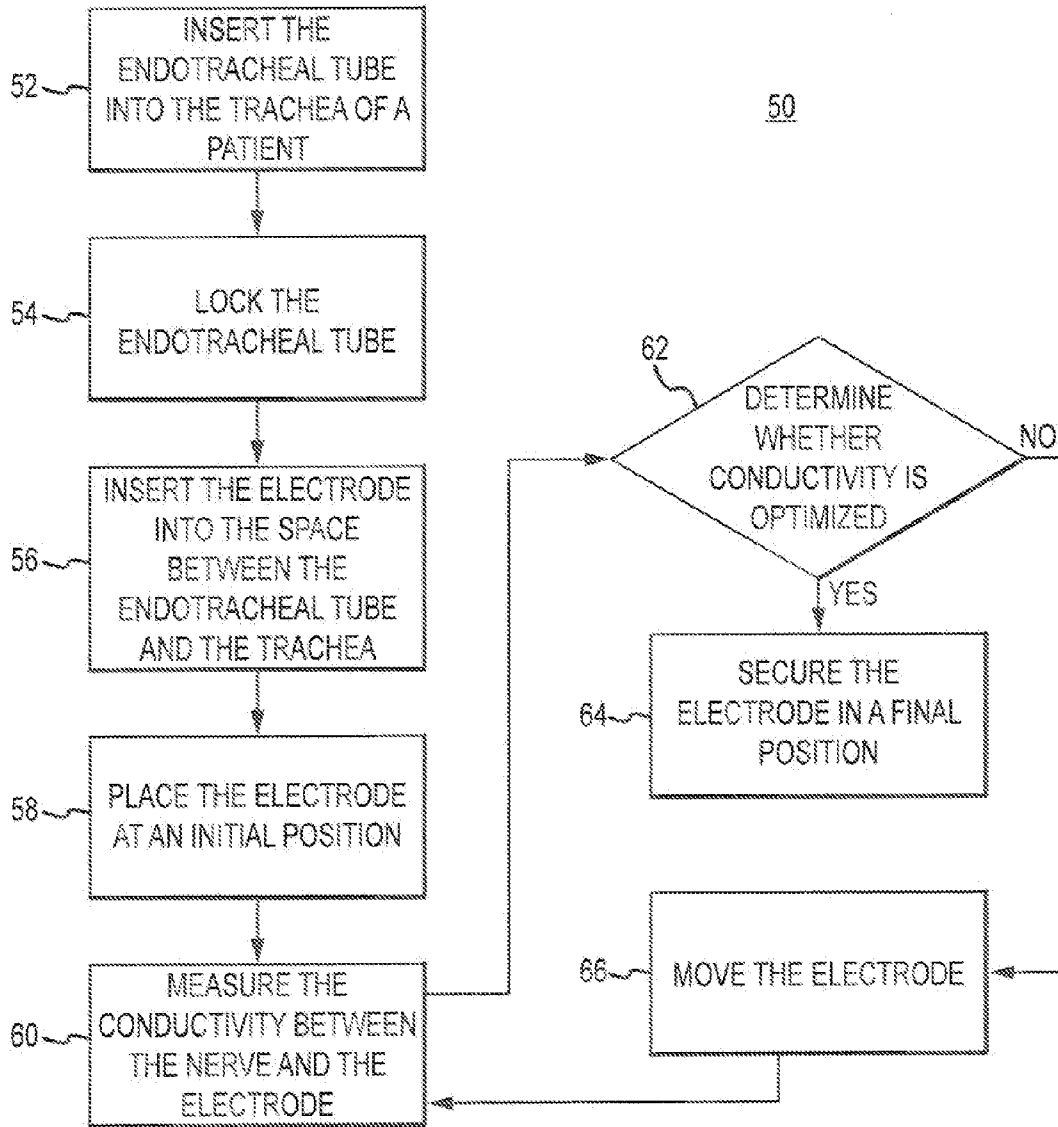 50
52
INSERT THE
ENDOTRACHEAL TUBE
INTO THE TRACHEA OF A
PATIENT
54
LOCK THE
ENDOTRACHEAL TUBE
56
INSERT THE ELECTRODE
INTO THE SPACE
BETWEEN THE
ENDOTRACHEAL TUBE
AND THE TRACHEA
58
PLACE THE ELECTRODE
AT AN INITIAL POSITION
60
MEASURE THE
CONDUCTIVITY BETWEEN
THE NERVE AND THE
ELECTRODE
62
DETERMINE
WHETHER
CONDUCTIVITY IS
OPTIMIZED
NO
YES
64
SECURE THE
ELECTRODE IN A FINAL
POSITION
66
MOVE THE ELECTRODE